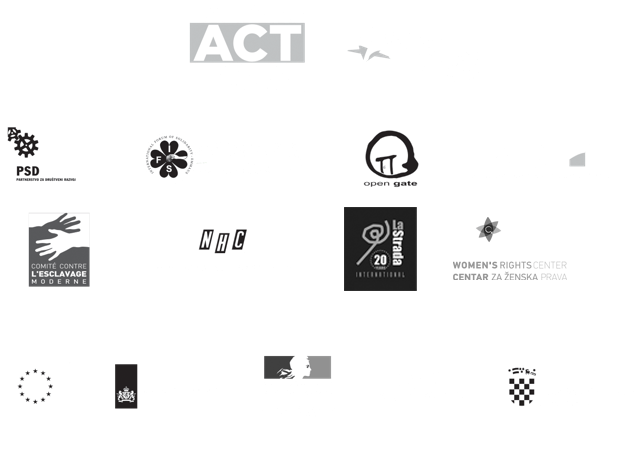 ACT
PSD
PARTNERSTVO ZA DRUŠTVENI RAZVOJ
I
F
S
open gate
COMITÉ CONTRE
L'ESCLAVAGE
MODERNE
NHC
La Strada
20
INTERNATIONAL
WOMEN'S RIGHTS CENTER
CENTAR ZA ŽENSKA PRAVA